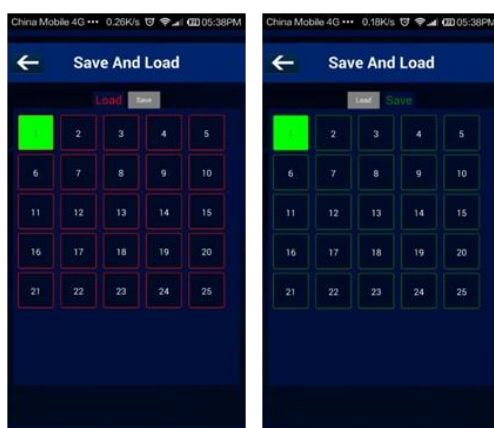 China Mobile 4G ••• 0.26K/s 05:38PM
Save And Load
Load Save
1 2 3 4 5
6 7 8 9 10
11 12 13 14 15
16 17 18 19 20
21 22 23 24 25
China Mobile 4G ••• 0.18K/s 05:38PM
Save And Load
Load Save
1 2 3 4 5
6 7 8 9 10
11 12 13 14 15
16 17 18 19 20
21 22 23 24 25